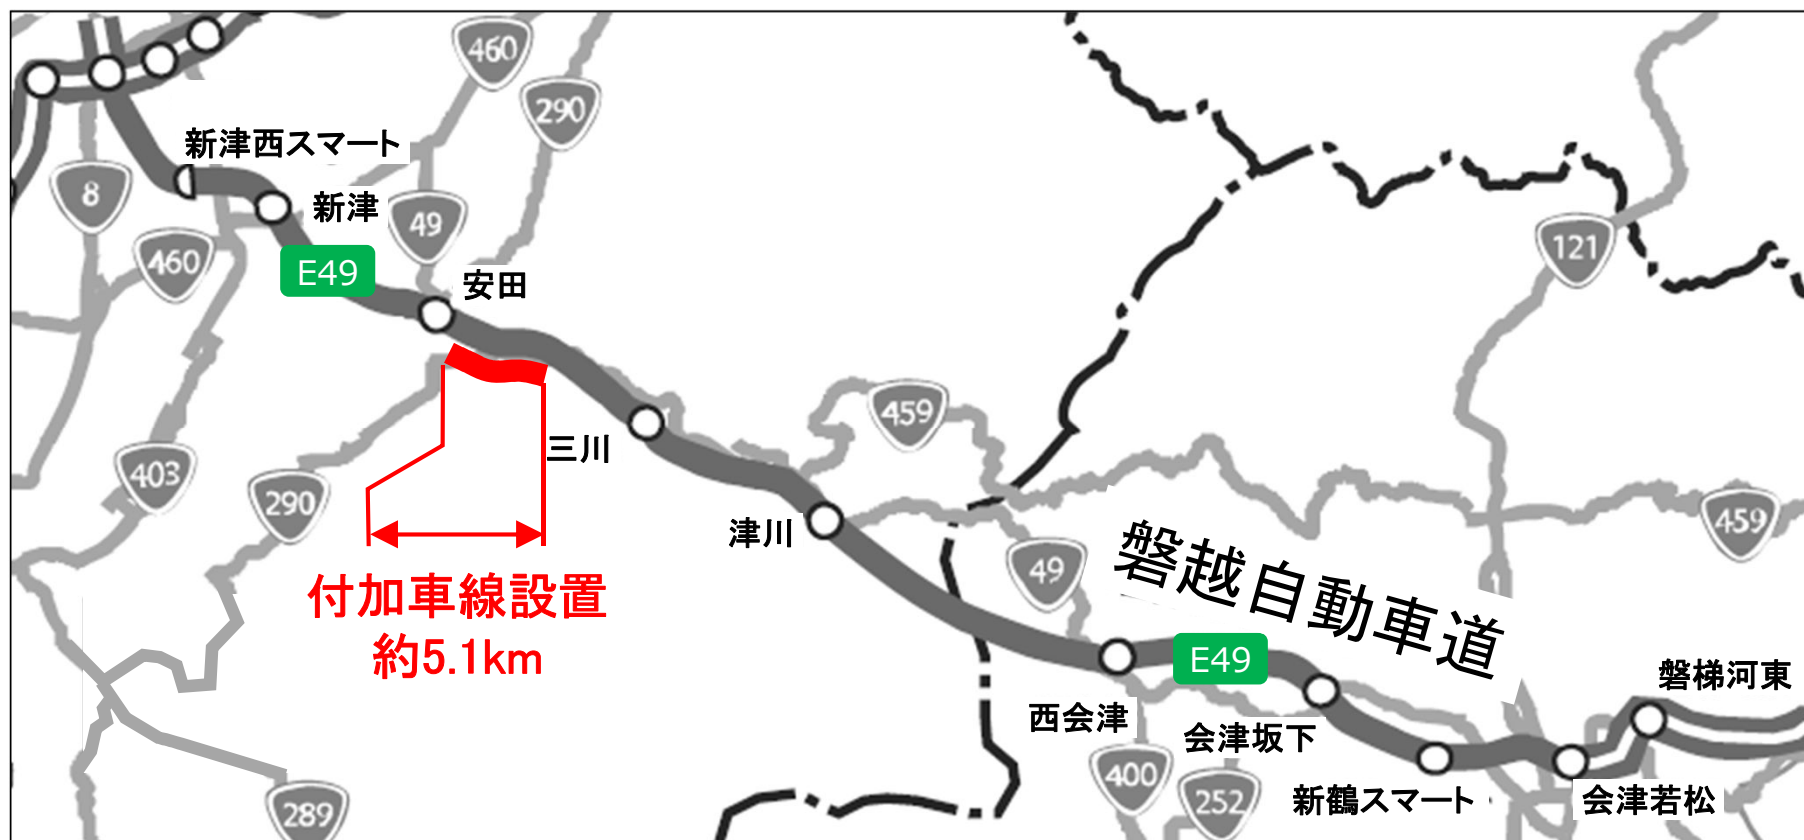 460
290
新津西スマート
8
新津
49
460
E49
安田
121
459
三川
403
290
459
津川
磐越自動車道
49
付加車線設置
約5.1km
E49
磐梯河東
西会津
会津坂下
400
252
新鶴スマート
会津若松
289